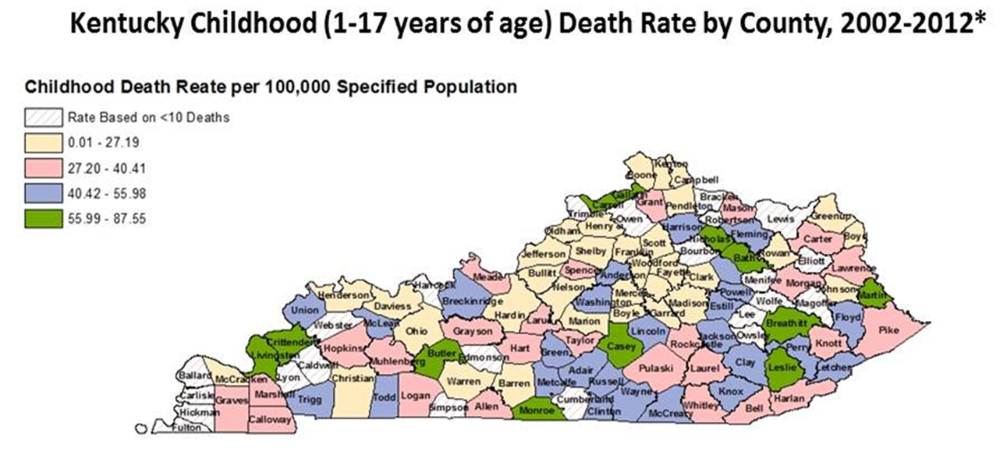 Kentucky Childhood (1-17 years of age) Death Rate by County, 2002-2012*
Childhood Death Reate per 100,000 Specified Population
Rate Based on <10 Deaths
0.01 - 27.19
27.20 - 40.41
40.42 - 55.98
55.99 - 87.55
Kenton
Boone
Campbell
Gallatin
Carroll
Grant
Pendleton
Bracken
Mason
Trimble
Owen
Robertson
Lewis
Greenup
Oldham
Henry
Harrison
Nicholas
Fleming
Carter
Boyd
Scott
Jefferson
Shelby
Franklin
Bourbon
Bath
Rowan
Elliott
Lawrence
Woodford
Bullitt
Spencer
Anderson
Fayette
Clark
Menifee
Morgan
Johnson
Martin
Meade
Hancock
Nelson
Mercer
Powell
Henderson
Daviess
Breckinridge
Washington
Madison
Estill
Wolfe
Magoffin
Union
Hardin
Larue
Marion
Boyle
Garrard
Lee
Floyd
Webster
McLean
Ohio
Grayson
Lincoln
Jackson
Owsley
Breathitt
Pike
Crittenden
Hopkins
Hart
Taylor
Casey
Rockcastle
Perry
Knott
Livingston
Muhlenberg
Butler
Edmonson
Green
Caldwell
Adair
Pulaski
Laurel
Clay
Leslie
Letcher
Ballard
McCracken
Lyon
Christian
Warren
Barren
Metcalfe
Russell
Carlisle
Graves
Marshall
Trigg
Todd
Logan
Wayne
Knox
Cumberland
Hickman
Simpson
Allen
Monroe
Clinton
McCreary
Whitley
Bell
Harlan
Calloway
Fulton